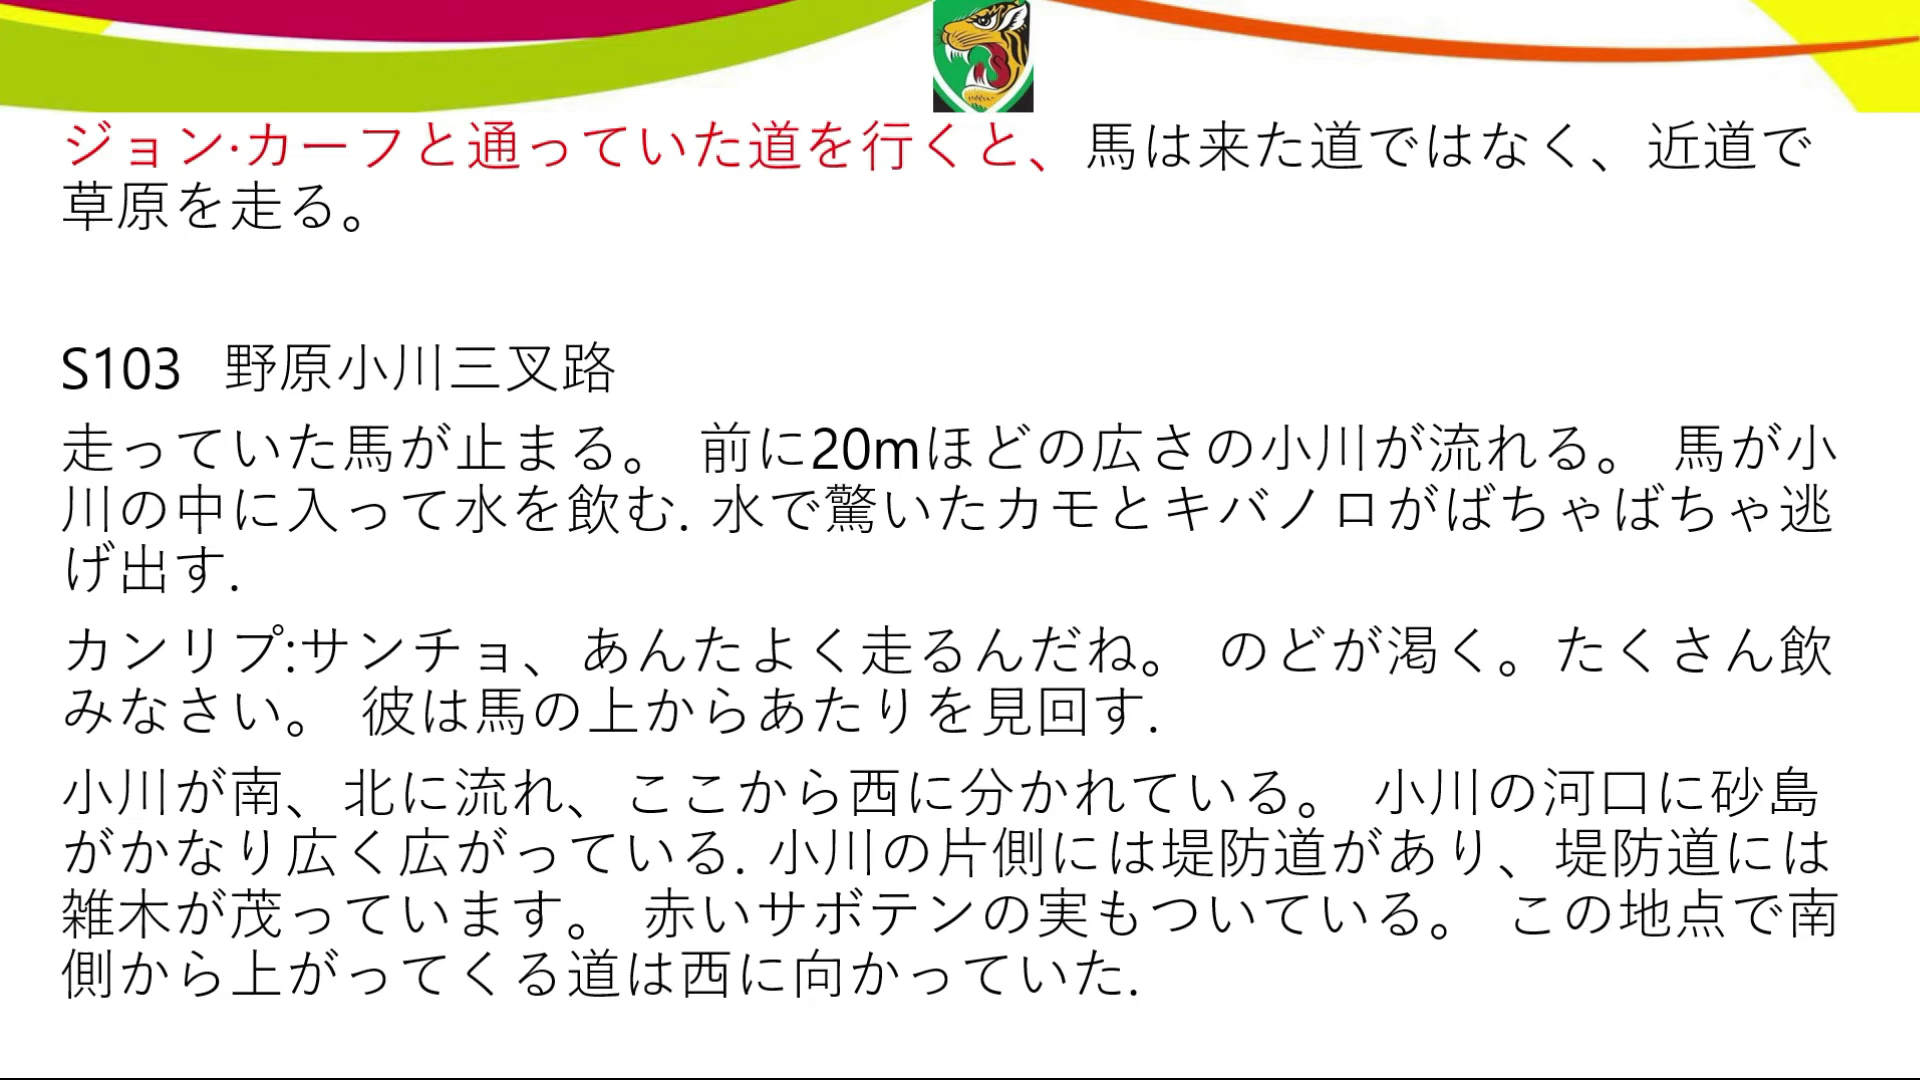 ジョン·カーフと通っていた道を行くと、馬は来た道ではなく、近道で
草原を走る。
S103 野原小川三叉路
走っていた馬が止まる。 前に20mほどの広さの小川が流れる。 馬が小
川の中に入って水を飲む. 水で驚いたカモとキバノロがばちゃばちゃ逃
げ出す.
カンリプ:サンチョ、あんたよく走るんだね。 のどが渇く。たくさん飲
みなさい。 彼は馬の上からあたりを見回す.
小川が南、北に流れ、ここから西に分かれている。 小川の河口に砂島
がかなり広く広がっている. 小川の片側には堤防道があり、堤防道には
雑木が茂っています。 赤いサボテンの実もついている。 この地点で南
側から上がってくる道は西に向かっていた.